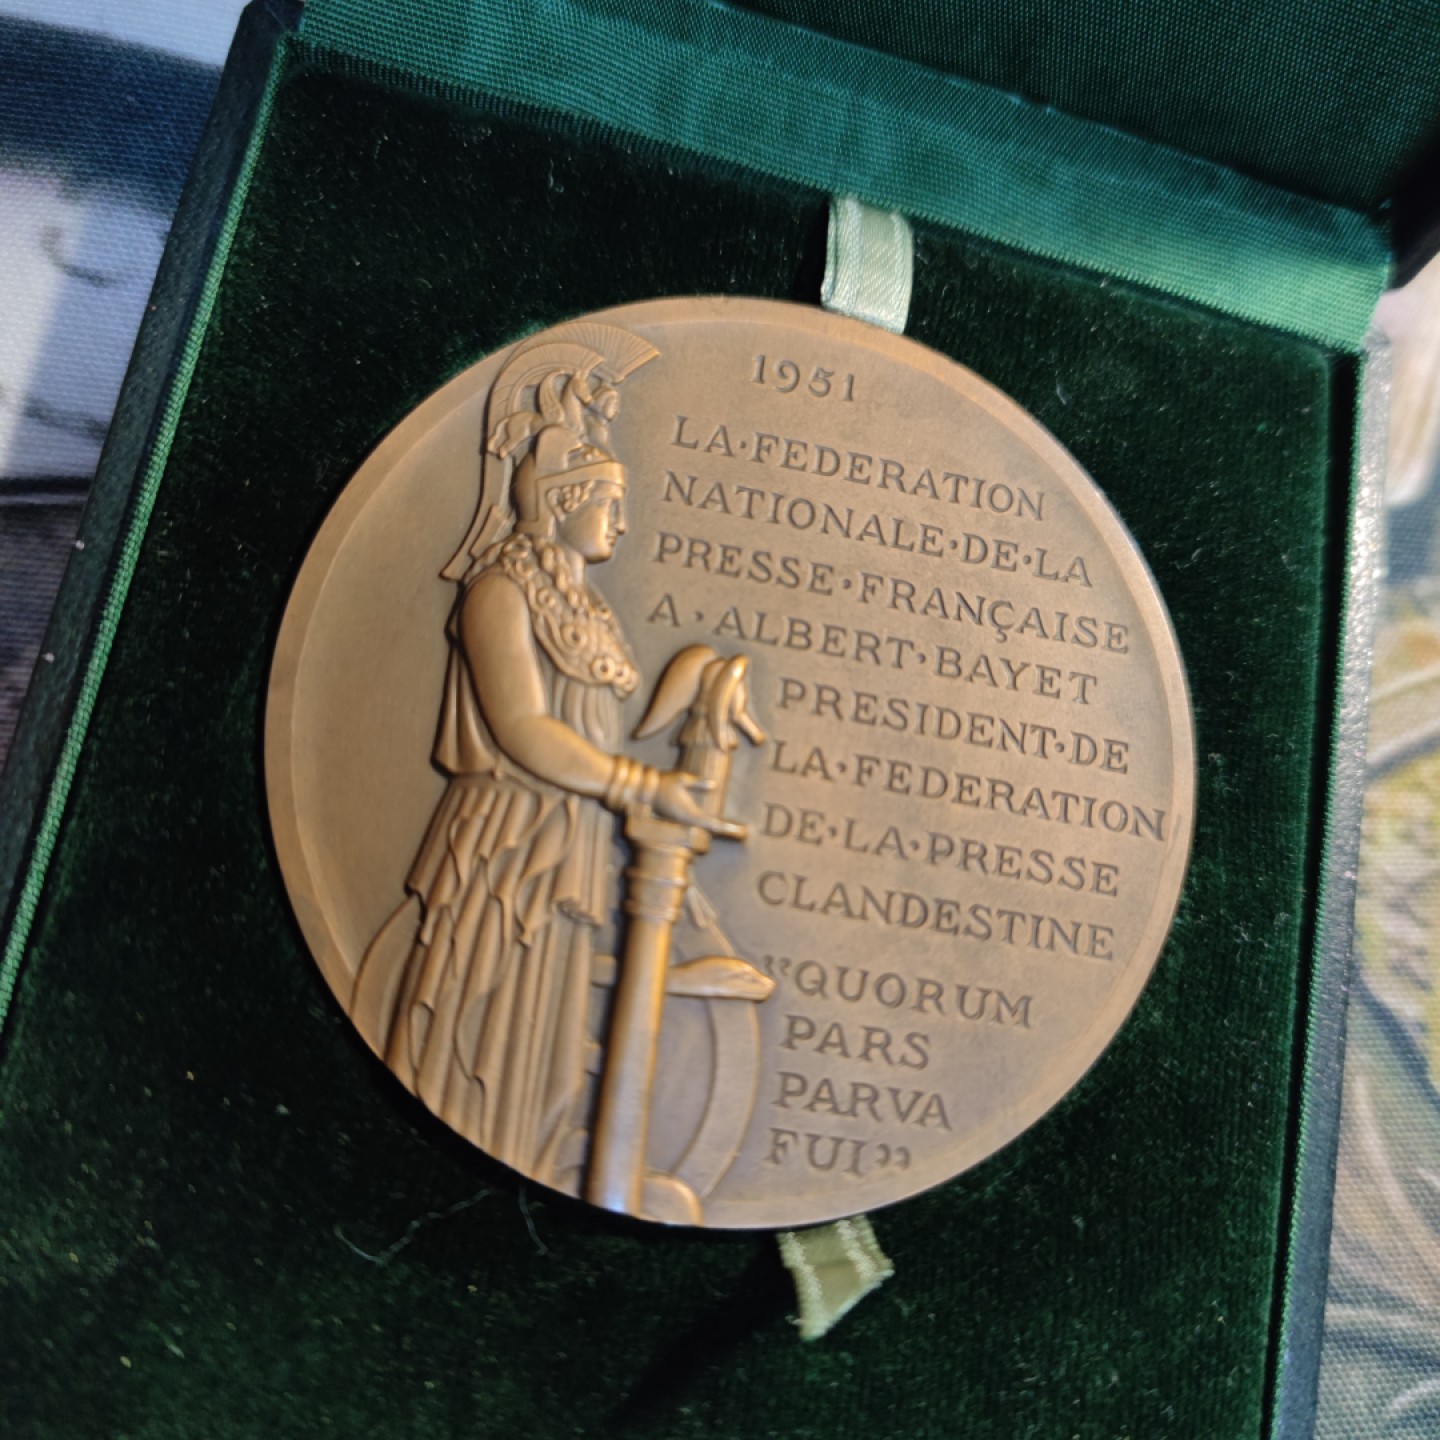 1951
LA·FEDERATION
NATIONALE·DE·LA
PRESSE·FRANÇAISE
A·ALBERT·BAYET
PRESIDENT·DE
LA·FEDERATION
DE·LA·PRESSE
CLANDESTINE
"QUORUM
PARS
PARVA
FUI"